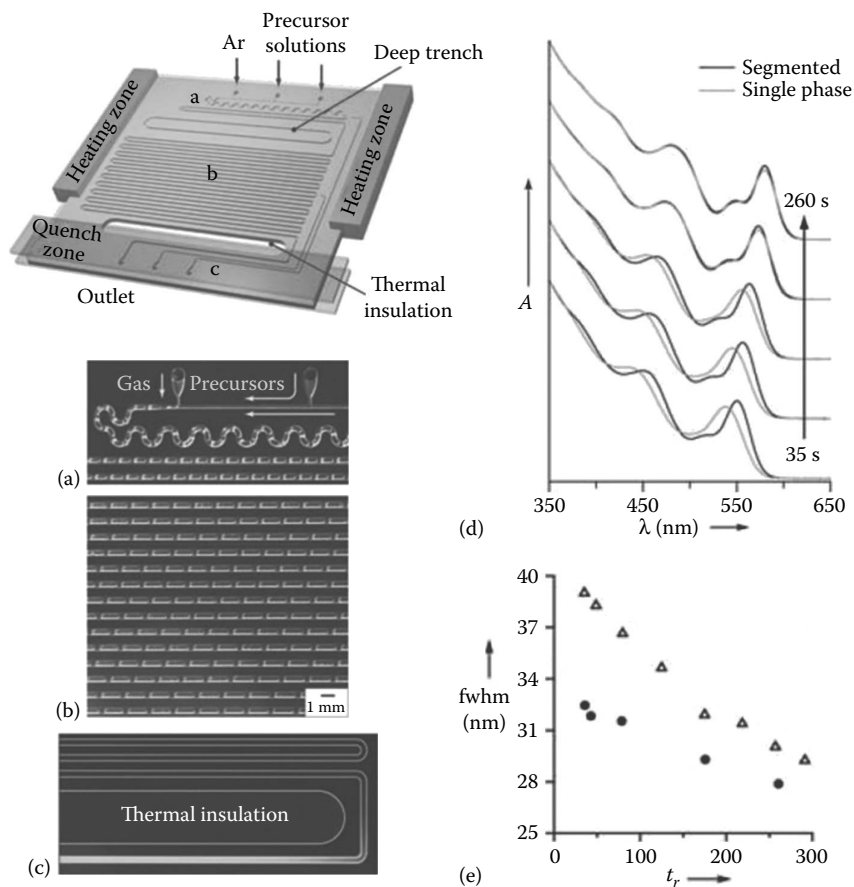 Precursor
solutions
Ar
Deep trench
a
Heating zone
b
Heating zone
Quench
zone
c
Outlet
Thermal
insulation
Gas
Precursors
(a)
(b)
1 mm
Thermal insulation
(c)
Segmented
Single phase
260 s
A
35 s
350
450
550
650
λ (nm)
(d)
40
37
34
31
28
25
fwhm
(nm)
0
100
200
300
tr
(e)